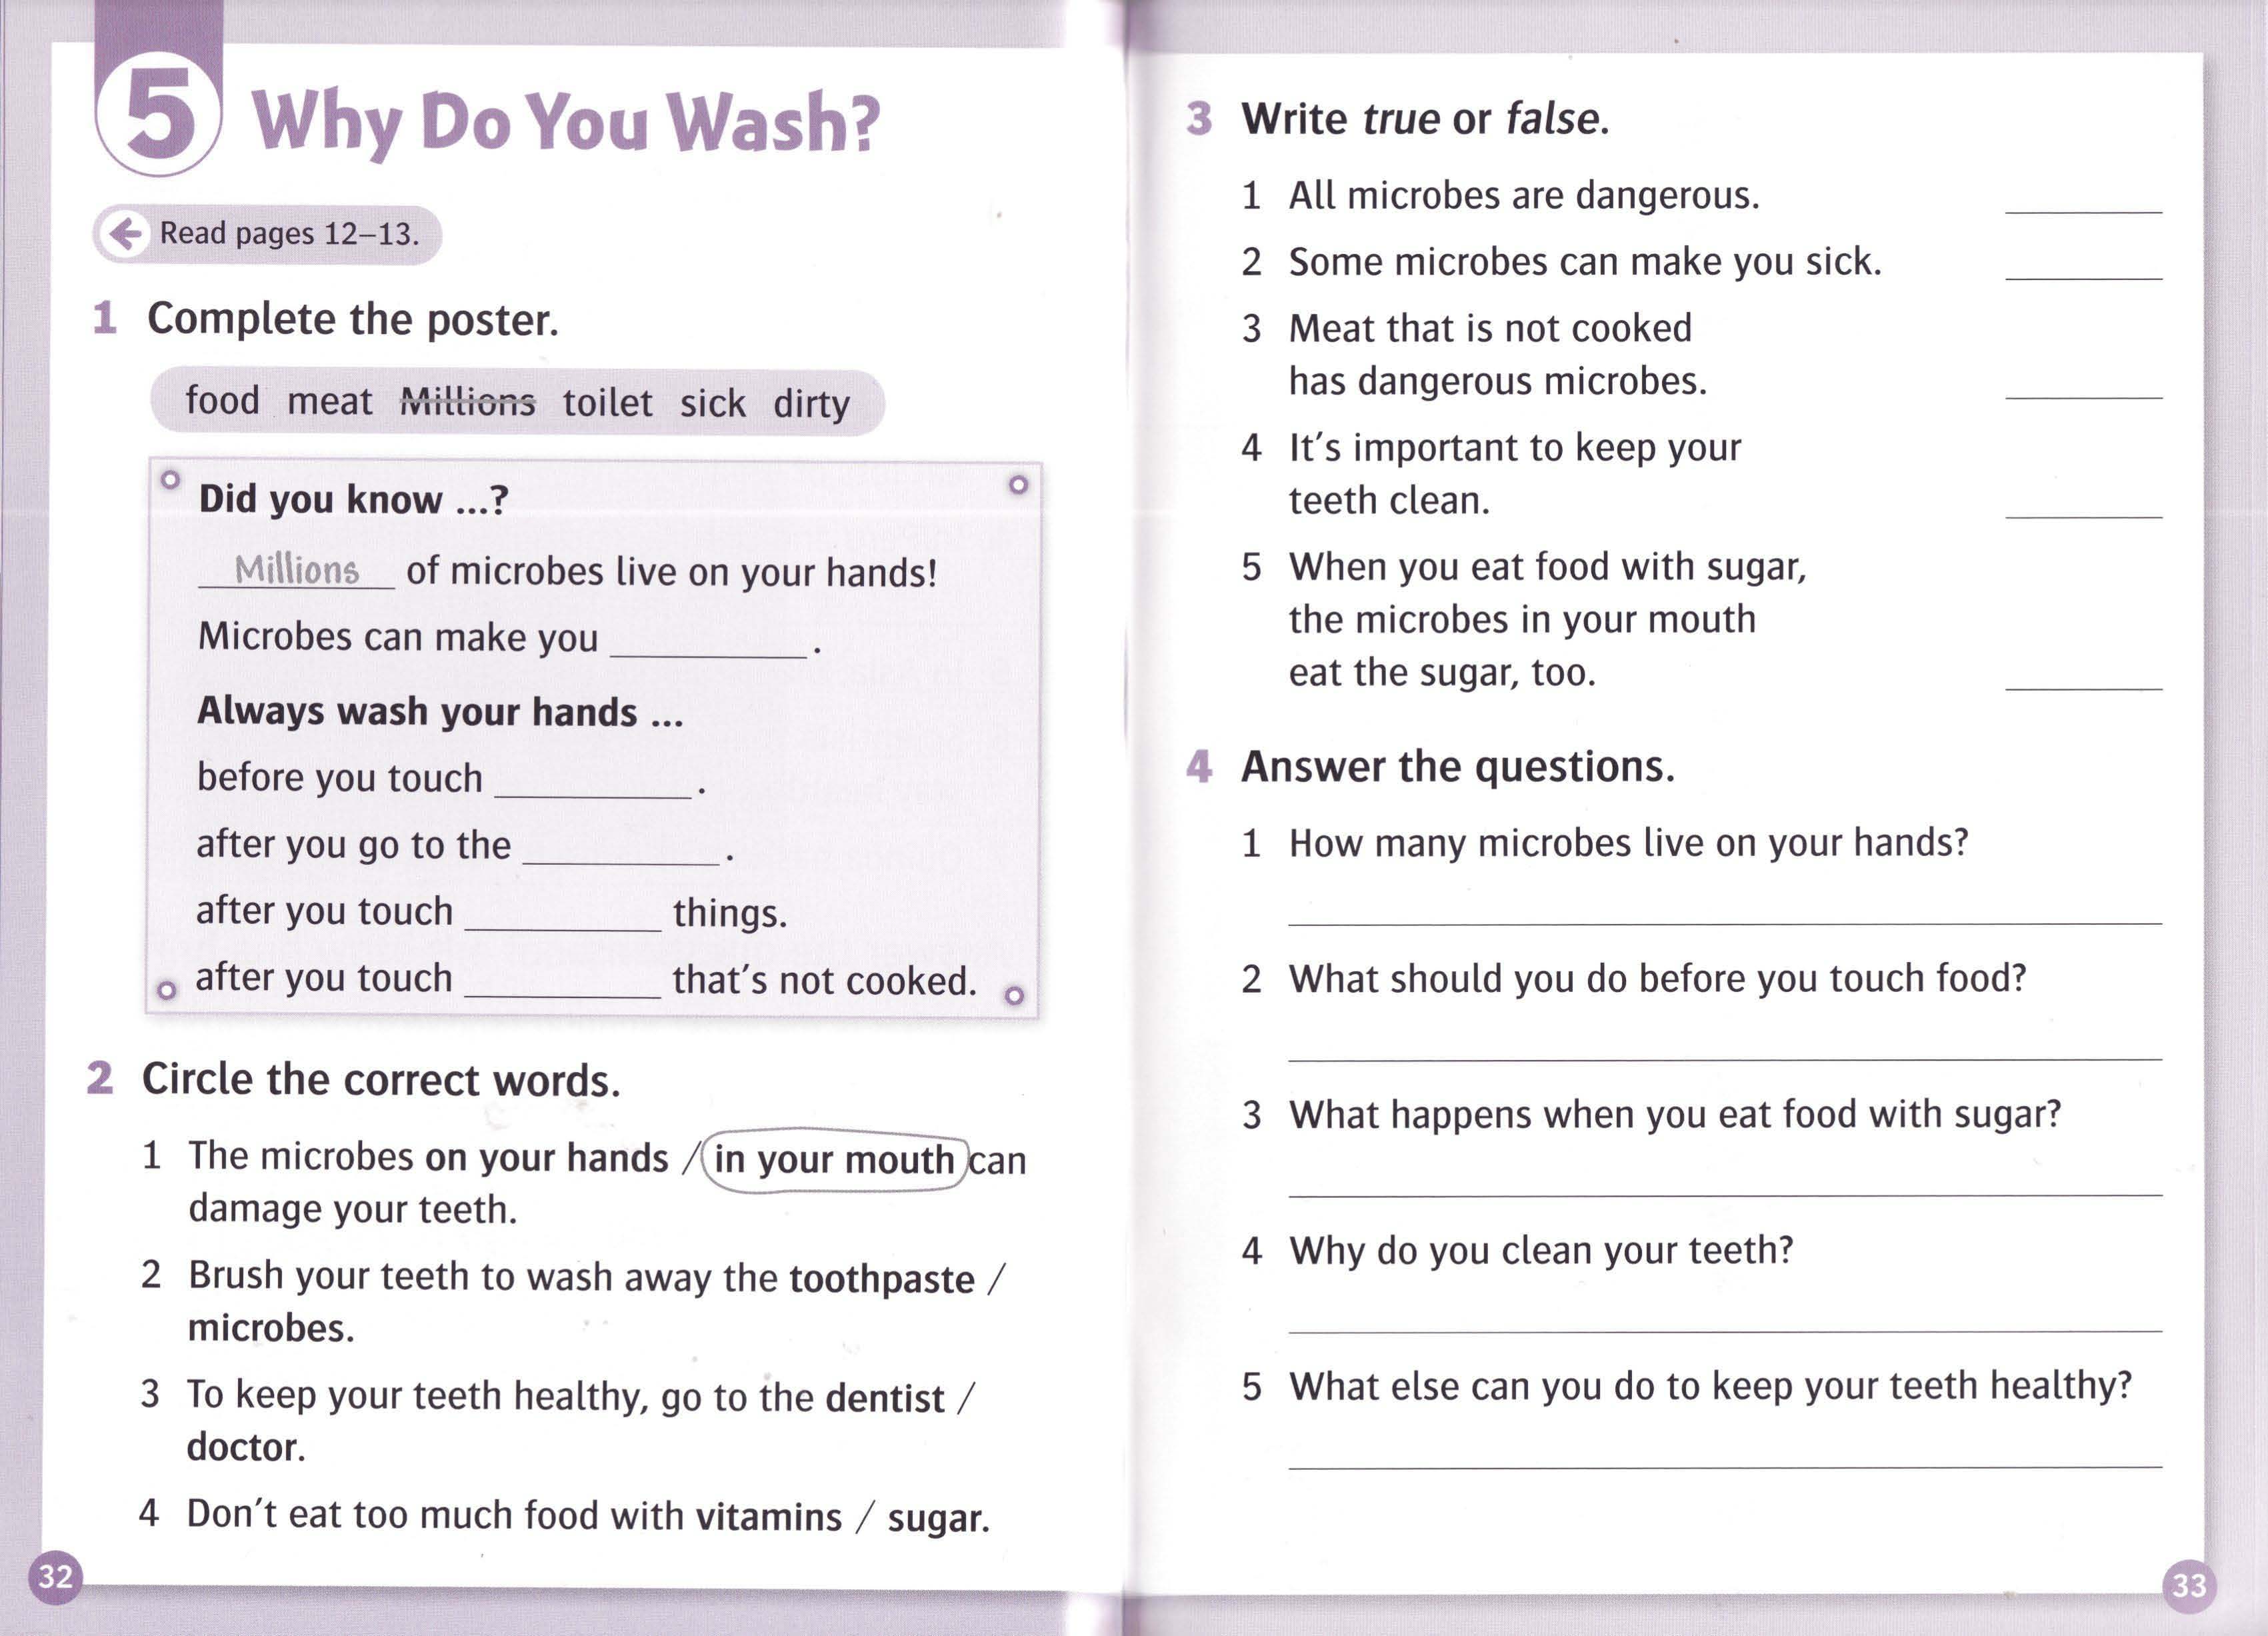 5 Why Do You Wash?
Read pages 12–13.
1 Complete the poster.
food meat Millions toilet sick dirty
Did you know ...?
Millions of microbes live on your hands!
Microbes can make you __________.
Always wash your hands ...
before you touch __________.
after you go to the __________.
after you touch __________ things.
after you touch __________ that's not cooked.
2 Circle the correct words.
1 The microbes on your hands / in your mouth can
damage your teeth.
2 Brush your teeth to wash away the toothpaste /
microbes.
3 To keep your teeth healthy, go to the dentist /
doctor.
4 Don't eat too much food with vitamins / sugar.
32
3 Write true or false.
1 All microbes are dangerous. ________
2 Some microbes can make you sick. ________
3 Meat that is not cooked
has dangerous microbes. ________
4 It's important to keep your
teeth clean. ________
5 When you eat food with sugar,
the microbes in your mouth
eat the sugar, too. ________
4 Answer the questions.
1 How many microbes live on your hands?
2 What should you do before you touch food?
3 What happens when you eat food with sugar?
4 Why do you clean your teeth?
5 What else can you do to keep your teeth healthy?
33